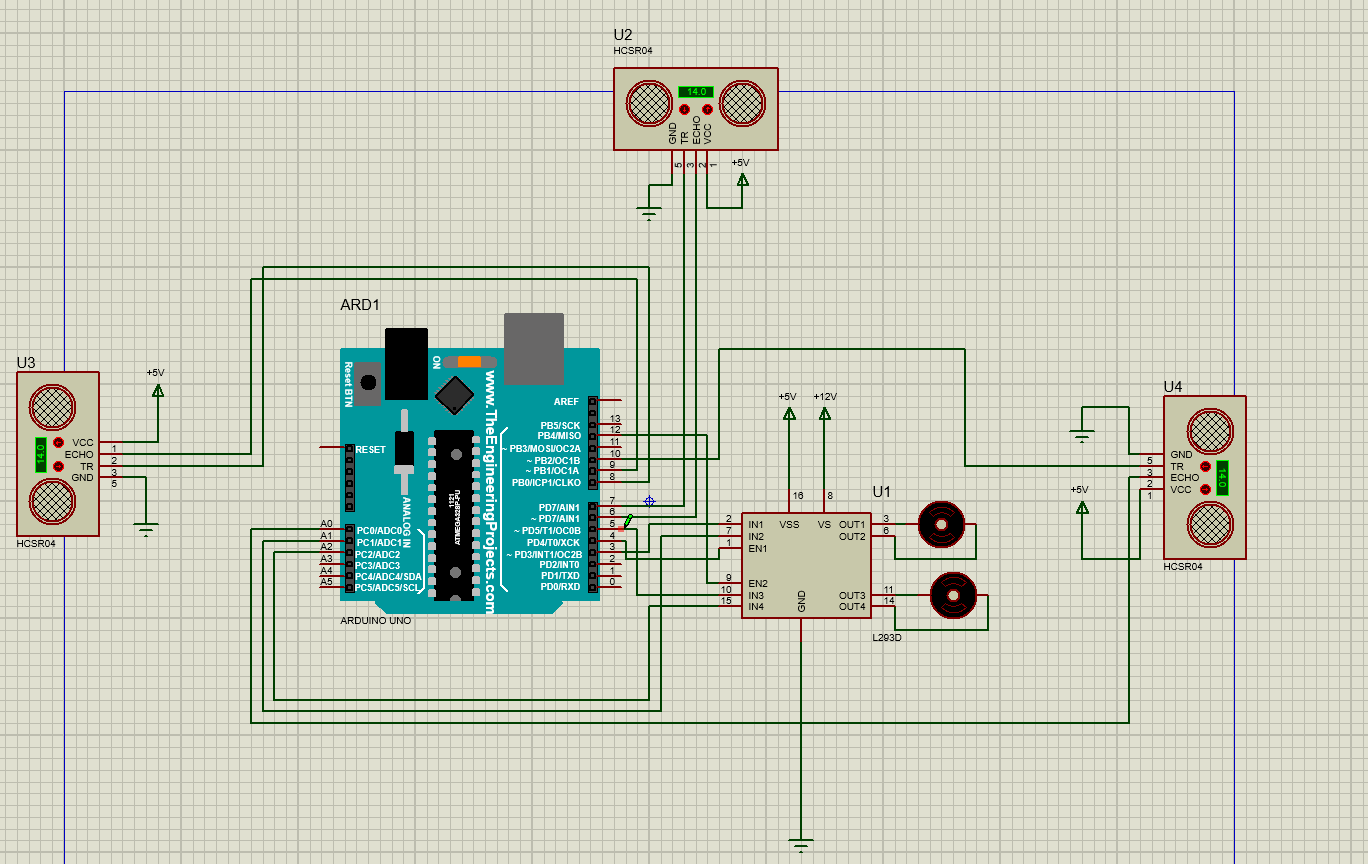 U2
HCSR04
14.0
GND
TR
ECHO
VCC
5
3
2
1
+5V
ARD1
U3
+5V
14.0
VCC
ECHO
TR
GND
1
2
3
5
HCSR04
Reset BTN
ON
www.TheEngineeringProjects.com
1121
ATMEGA328P-PU
ANALOG IN
RESET
AREF
PB5/SCK
PB4/MISO
~ PB3/MOSI/OC2A
~ PB2/OC1B
~ PB1/OC1A
PB0/ICP1/CLKO
13
12
11
10
9
8
PD7/AIN1
~ PD7/AIN1
~ PD5/T1/OC0B
PD4/T0/XCK
~ PD3/INT1/OC2B
PD2/INT0
PD1/TXD
PD0/RXD
7
6
5
4
3
2
1
0
A0
A1
A2
A3
A4
A5
PC0/ADC0
PC1/ADC1
PC2/ADC2
PC3/ADC3
PC4/ADC4/SDA
PC5/ADC5/SCL
ARDUINO UNO
+5V
+12V
16
8
U1
VSS
VS
2
7
1
9
10
15
IN1
IN2
EN1
EN2
IN3
IN4
GND
OUT1
OUT2
OUT3
OUT4
3
6
11
14
L293D
U4
GND
TR
ECHO
VCC
5
3
2
1
14.0
+5V
HCSR04